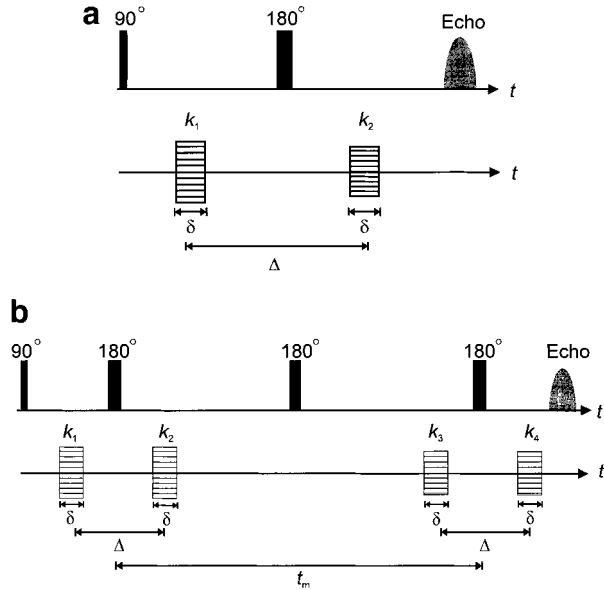 a
90° 180° Echo
t
k₁ k₂
t
δ δ
Δ
b
90° 180° 180° 180° Echo
t
k₁ k₂ k₃ k₄
t
δ δ δ δ
Δ Δ
tₘ